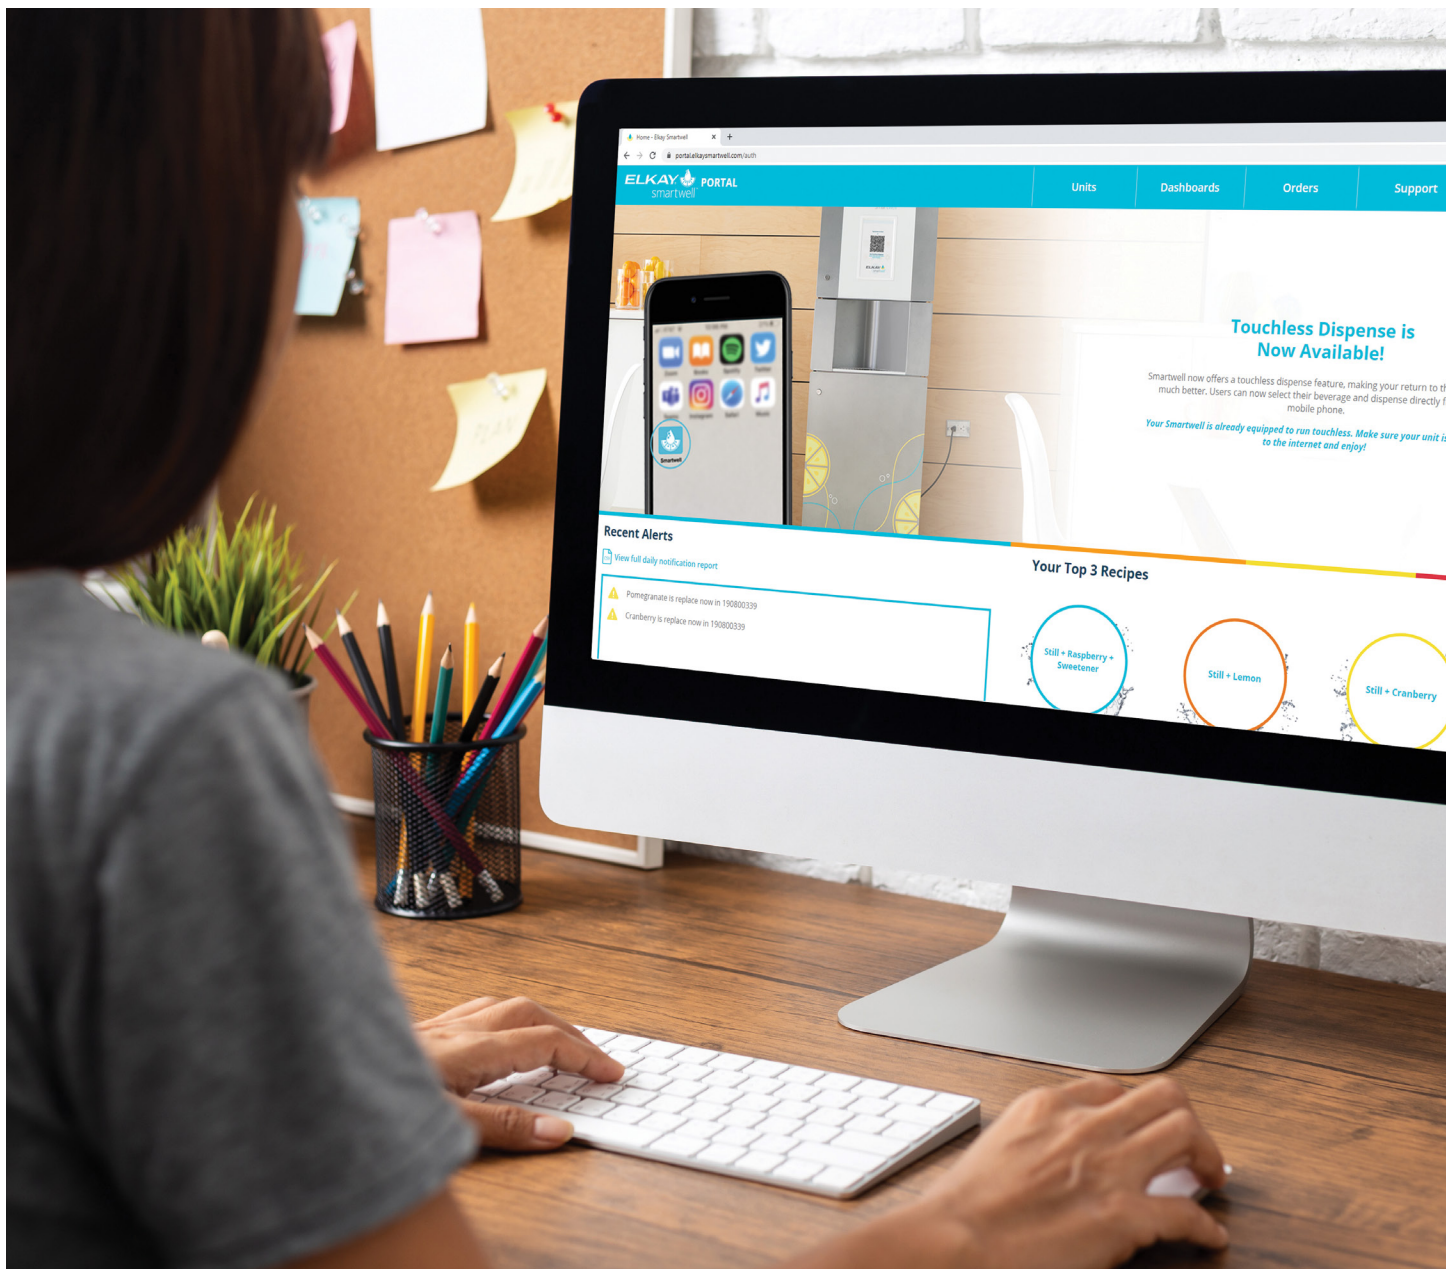 Home - Elkay Smartwell
portal.elkaysmartwell.com/auth
ELKAY PORTAL
smartwell
Units
Dashboards
Orders
Support
Touchless Dispense is
Now Available!
Smartwell now offers a touchless dispense feature, making your return to
much better. Users can now select their beverage and dispense directly
mobile phone.
Your Smartwell is already equipped to run touchless. Make sure your unit is
to the internet and enjoy!
Smartwell
PLAN
Recent Alerts
View full daily notification report
Pomegranate is replace now in 190800339
Cranberry is replace now in 190800339
Your Top 3 Recipes
Still + Raspberry +
Sweetener
Still + Lemon
Still + Cranberry